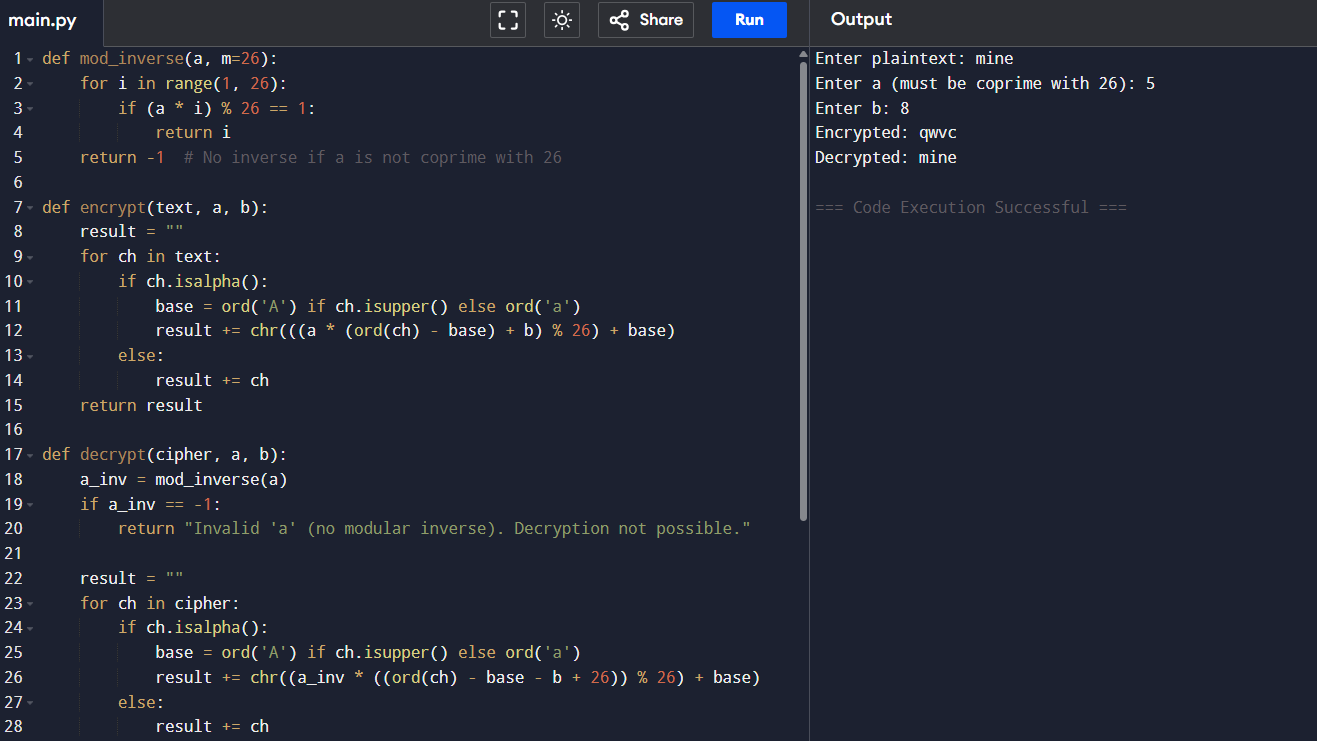 main.py
Share
Run
Output
1 def mod_inverse(a, m=26):
2     for i in range(1, 26):
3         if (a * i) % 26 == 1:
4             return i
5     return -1  # No inverse if a is not coprime with 26
6
7 def encrypt(text, a, b):
8     result = ""
9     for ch in text:
10         if ch.isalpha():
11             base = ord('A') if ch.isupper() else ord('a')
12             result += chr(((a * (ord(ch) - base) + b) % 26) + base)
13         else:
14             result += ch
15     return result
16
17 def decrypt(cipher, a, b):
18     a_inv = mod_inverse(a)
19     if a_inv == -1:
20         return "Invalid 'a' (no modular inverse). Decryption not possible."
21
22     result = ""
23     for ch in cipher:
24         if ch.isalpha():
25             base = ord('A') if ch.isupper() else ord('a')
26             result += chr((a_inv * ((ord(ch) - base - b + 26)) % 26) + base)
27         else:
28             result += ch
Enter plaintext: mine
Enter a (must be coprime with 26): 5
Enter b: 8
Encrypted: qwvc
Decrypted: mine
=== Code Execution Successful ===